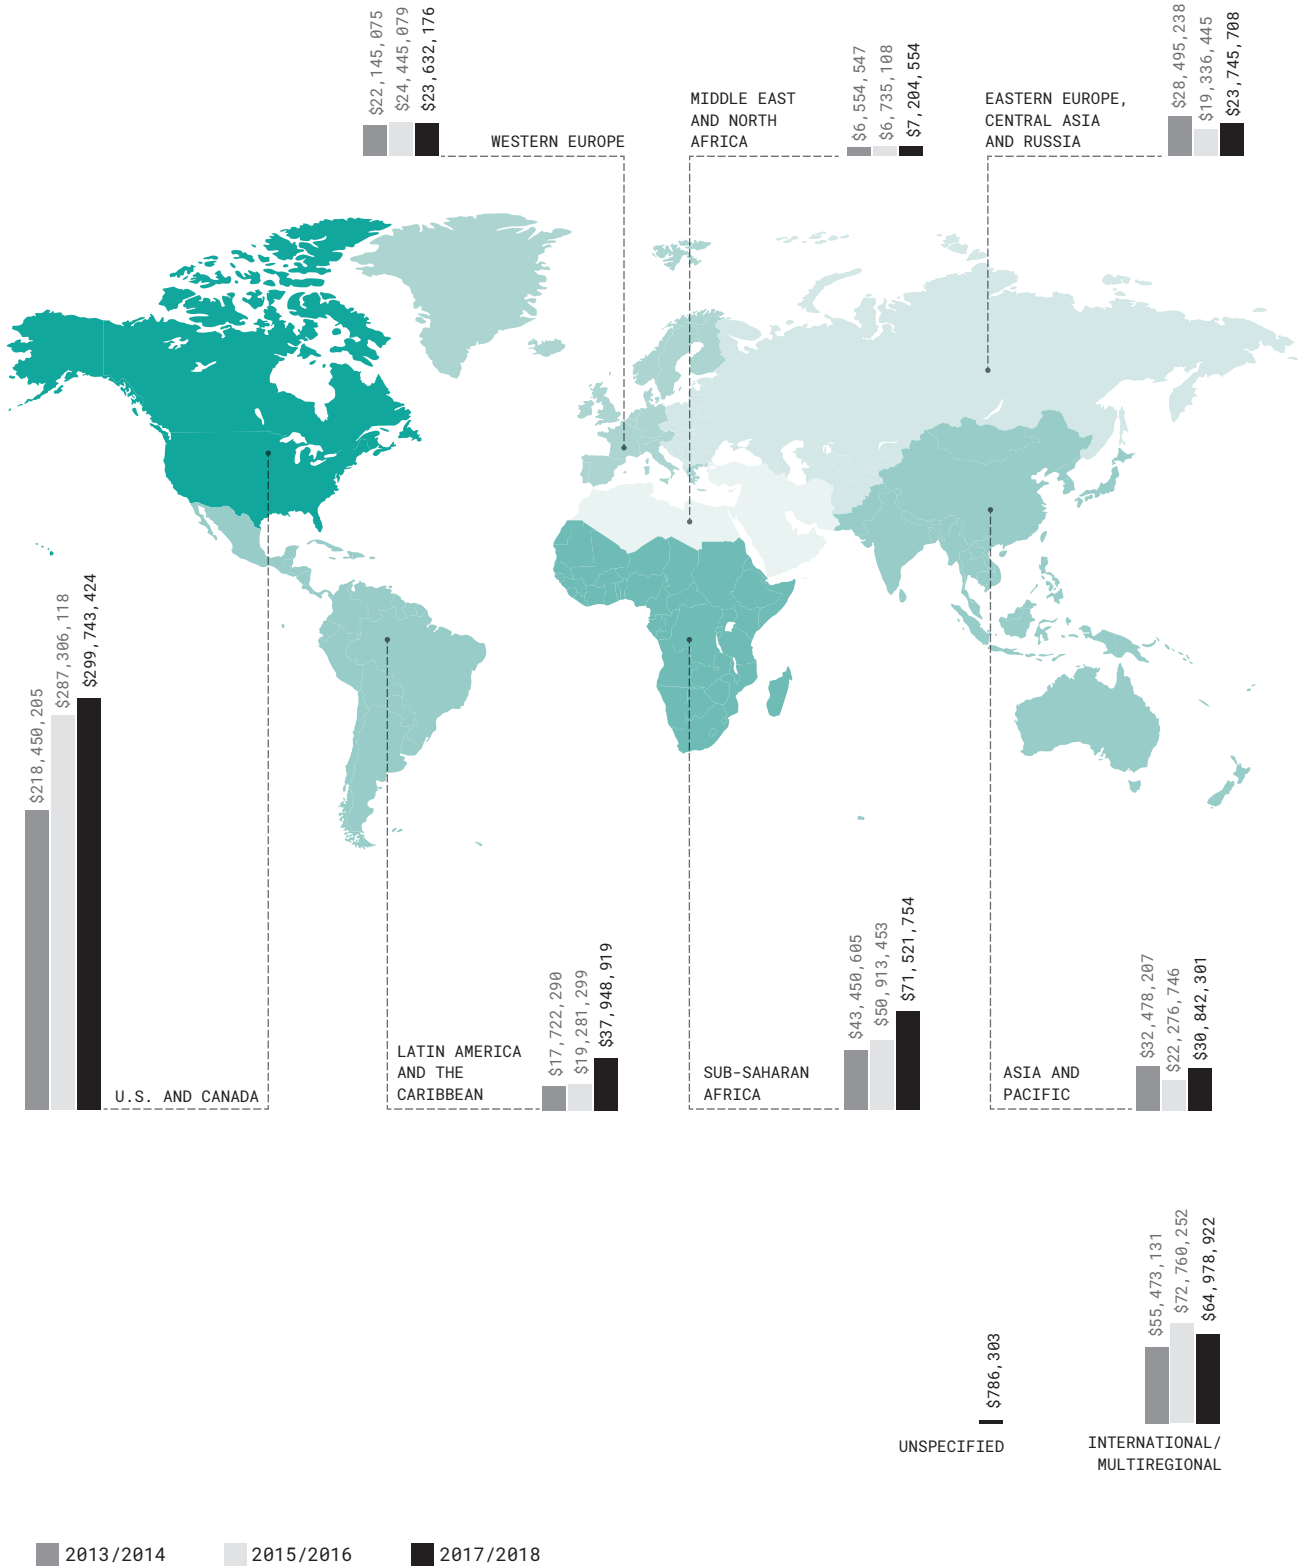 $22,145,075
$24,445,079
$23,632,176
WESTERN EUROPE
MIDDLE EAST
AND NORTH
AFRICA
$6,554,547
$6,735,108
$7,204,554
EASTERN EUROPE,
CENTRAL ASIA
AND RUSSIA
$28,495,238
$19,336,445
$23,745,708
$218,450,205
$287,306,118
$299,743,424
U.S. AND CANADA
LATIN AMERICA
AND THE
CARIBBEAN
$17,722,290
$19,281,299
$37,948,919
SUB-SAHARAN
AFRICA
$43,450,605
$50,913,453
$71,521,754
ASIA AND
PACIFIC
$32,478,207
$22,276,746
$30,842,301
$786,303
UNSPECIFIED
$55,473,131
$72,760,252
$64,978,922
INTERNATIONAL/
MULTIREGIONAL
2013/2014
2015/2016
2017/2018